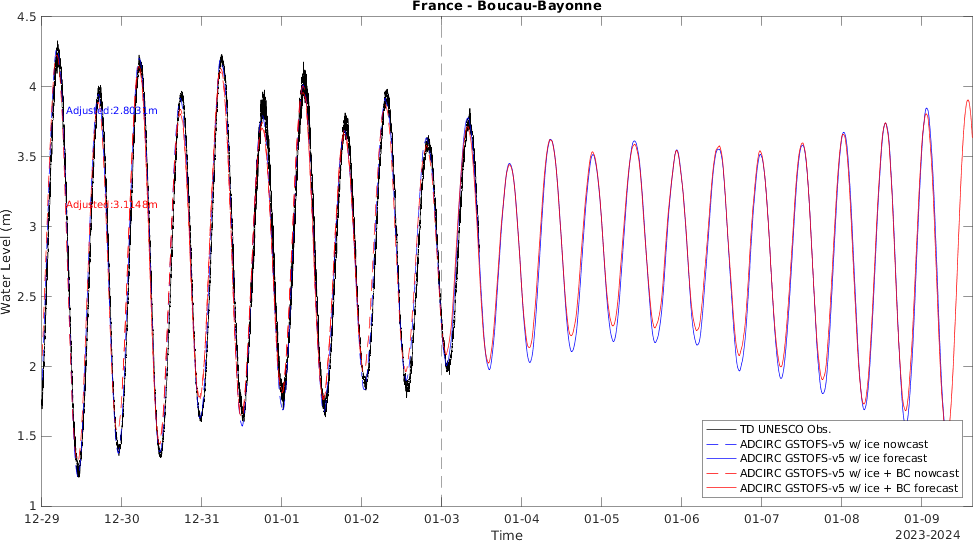 France - Boucau-Bayonne
4.5
4
3.5
3
2.5
2
1.5
1
Water Level (m)
Adjusted:2.8031m
Adjusted:3.1148m
TD UNESCO Obs.
ADCIRC GSTOFS-v5 w/ ice nowcast
ADCIRC GSTOFS-v5 w/ ice forecast
ADCIRC GSTOFS-v5 w/ ice + BC nowcast
ADCIRC GSTOFS-v5 w/ ice + BC forecast
12-29 12-30 12-31 01-01 01-02 01-03 01-04 01-05 01-06 01-07 01-08 01-09
Time
2023-2024